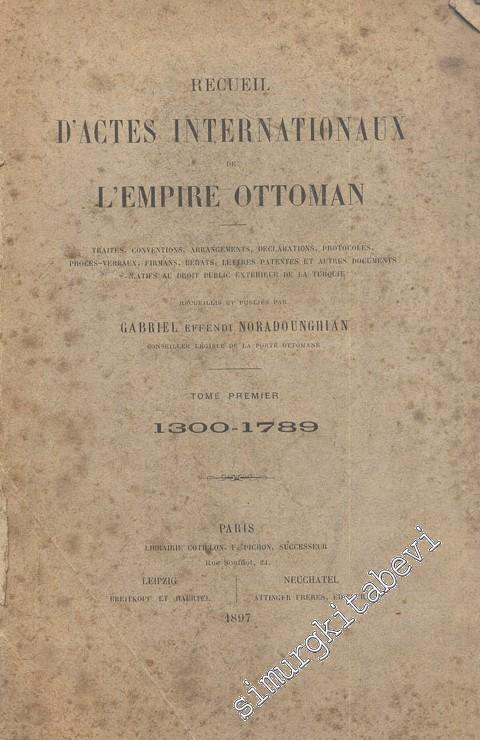 RECUEIL
D'ACTES INTERNATIONAUX
DE
L'EMPIRE OTTOMAN
TRAITÉS, CONVENTIONS, ARRANGEMENTS, DÉCLARATIONS, PROTOCOLES,
PROCÈS-VERBAUX, FIRMANS, BÉRATS, LETTRES PATENTES ET AUTRES DOCUMENTS
RELATIFS AU DROIT PUBLIC EXTÉRIEUR DE LA TURQUIE
RECUEILLIS ET PUBLIÉS PAR
GABRIEL EFFENDI NORADOUNGHIAN
CONSEILLER LÉGISTE DE LA PORTE OTTOMANE
TOME PREMIER
1300-1789
PARIS
LIBRAIRIE COTILLON, F. PICHON, SUCCESSEUR
Rue Soufflot, 24.
LEIPZIG
BREITKOPF ET HAERTEL
NEUCHATEL
ATTINGER FRÈRES,
1897
simurgkitabevi